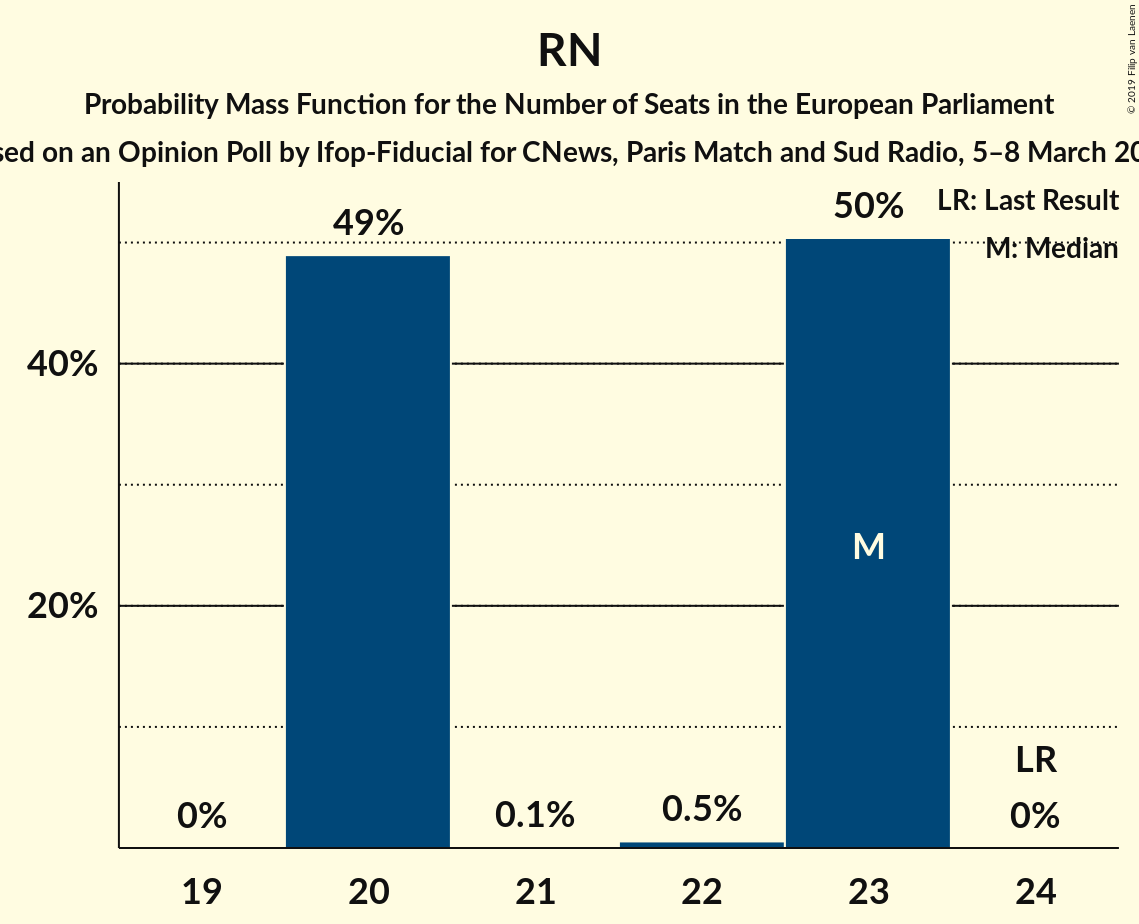 RN
Probability Mass Function for the Number of Seats in the European Parliament
on an Opinion Poll by Ifop-Fiducial for CNews, Paris Match and Sud Radio, 5–8 March
© 2019 Filip van Laenen
LR: Last Result
M: Median
49%
50%
40%
M
20%
LR
0%
0.1%
0.5%
0%
19
20
21
22
23
24